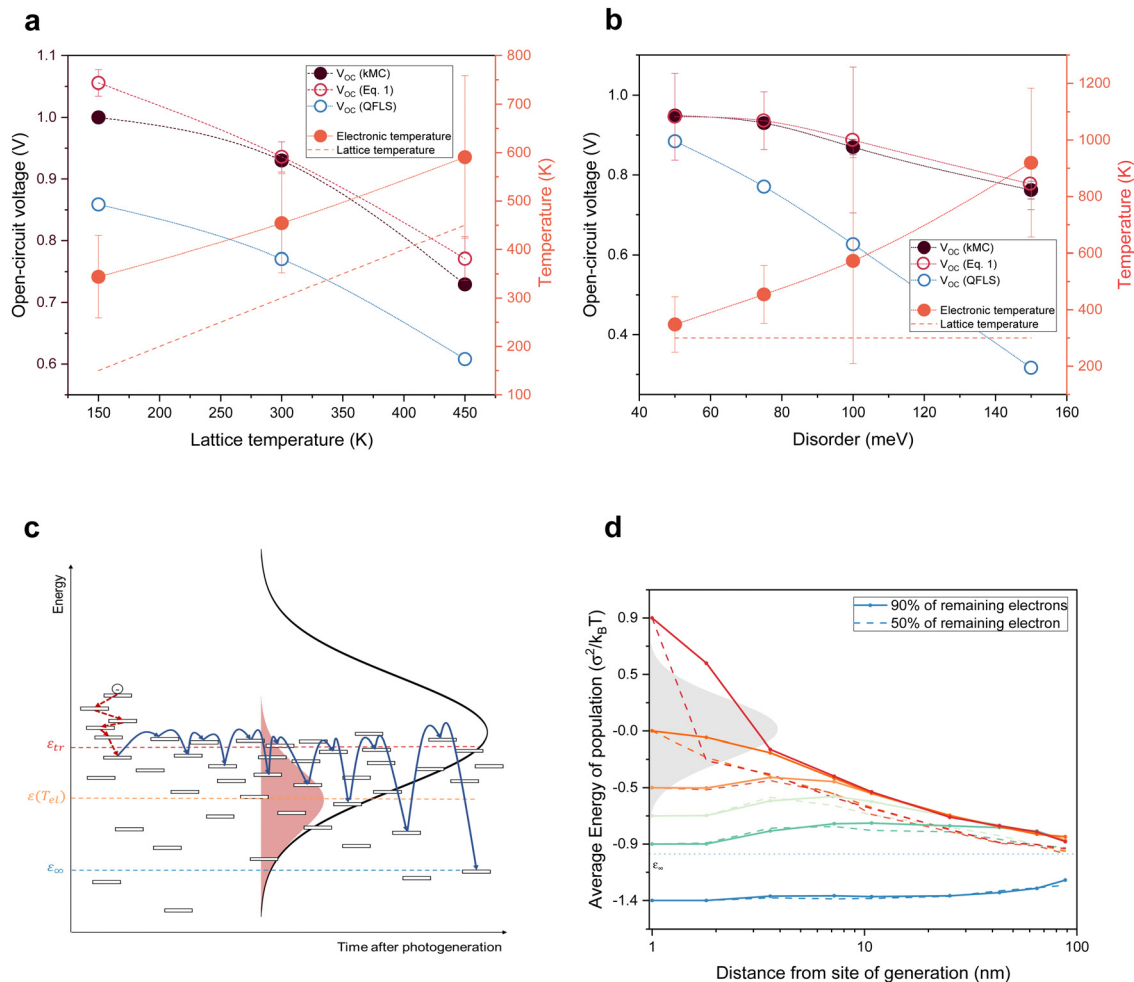 a
Open-circuit voltage (V)
1.1
1.0
0.9
0.8
0.7
0.6
V_OC (kMC)
V_OC (Eq. 1)
V_OC (QFLS)
Electronic temperature
Lattice temperature
800
700
600
500
400
300
200
100
Temperature (K)
150
200
250
300
350
400
450
Lattice temperature (K)
b
Open-circuit voltage (V)
1.0
0.8
0.6
0.4
V_OC (kMC)
V_OC (Eq. 1)
V_OC (QFLS)
Electronic temperature
Lattice temperature
1200
1000
800
600
400
200
Temperature (K)
40
60
80
100
120
140
160
Disorder (meV)
c
Energy
-
ε_tr
ε(T_el)
ε_∞
Time after photogeneration
d
Average Energy of population (σ²/k_BT)
0.9
0.5
-0.0
-0.5
-0.9
-1.4
90% of remaining electrons
50% of remaining electron
ε_∞
1
10
100
Distance from site of generation (nm)